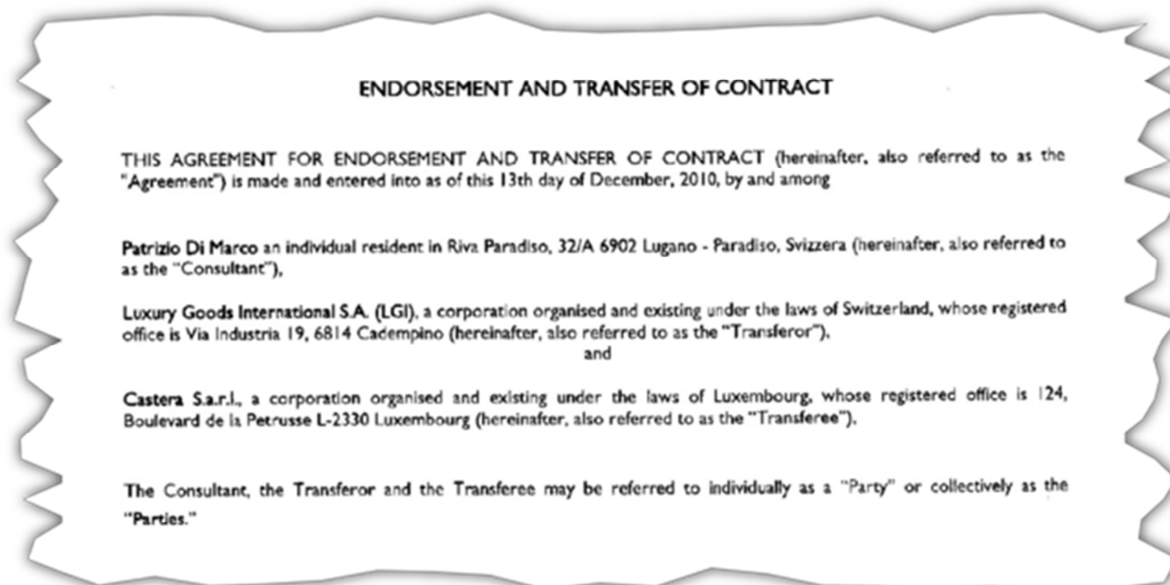 ENDORSEMENT AND TRANSFER OF CONTRACT
THIS AGREEMENT FOR ENDORSEMENT AND TRANSFER OF CONTRACT (hereinafter, also referred to as the
"Agreement") is made and entered into as of this 13th day of December, 2010, by and among
Patrizio Di Marco an individual resident in Riva Paradiso, 32/A 6902 Lugano - Paradiso, Svizzera (hereinafter, also referred to
as the "Consultant"),
Luxury Goods International S.A. (LGI), a corporation organised and existing under the laws of Switzerland, whose registered
office is Via Industria 19, 6814 Cadempino (hereinafter, also referred to as the "Transferor"),
and
Castera S.a.r.l., a corporation organised and existing under the laws of Luxembourg, whose registered office is 124,
Boulevard de la Petrusse L-2330 Luxembourg (hereinafter, also referred to as the "Transferee"),
The Consultant, the Transferor and the Transferee may be referred to individually as a "Party" or collectively as the
"Parties."